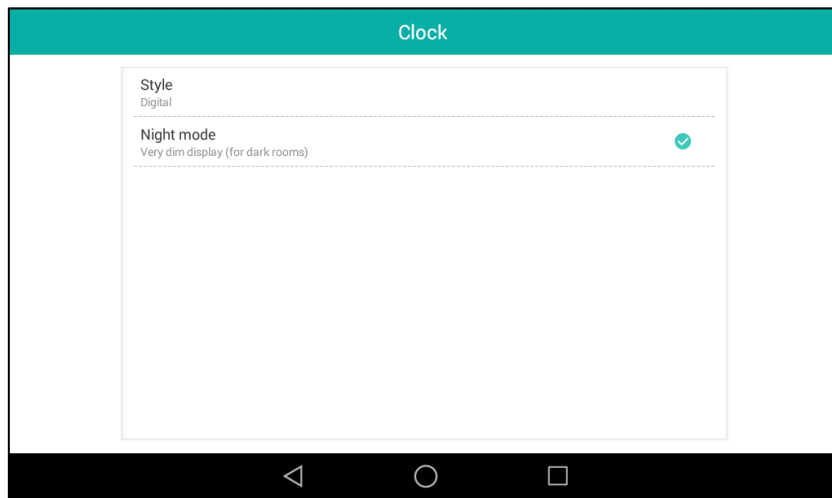 Clock
Style
Digital
Night mode
Very dim display (for dark rooms)